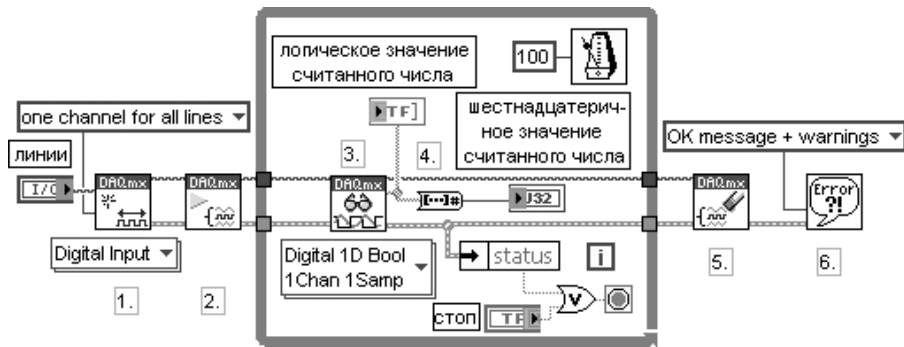 логическое значение
считанного числа
100
one channel for all lines
TF
шестнадцатерич-
ное значение
считанного числа
OK message + warnings
линии
3.
4.
I/O
DAQmx
DAQmx
DAQmx
[...]#
U32
DAQmx
Error
?!
Digital Input
Digital 1D Bool
1Chan 1Samp
status
i
1.
2.
5.
6.
стоп
TF
V